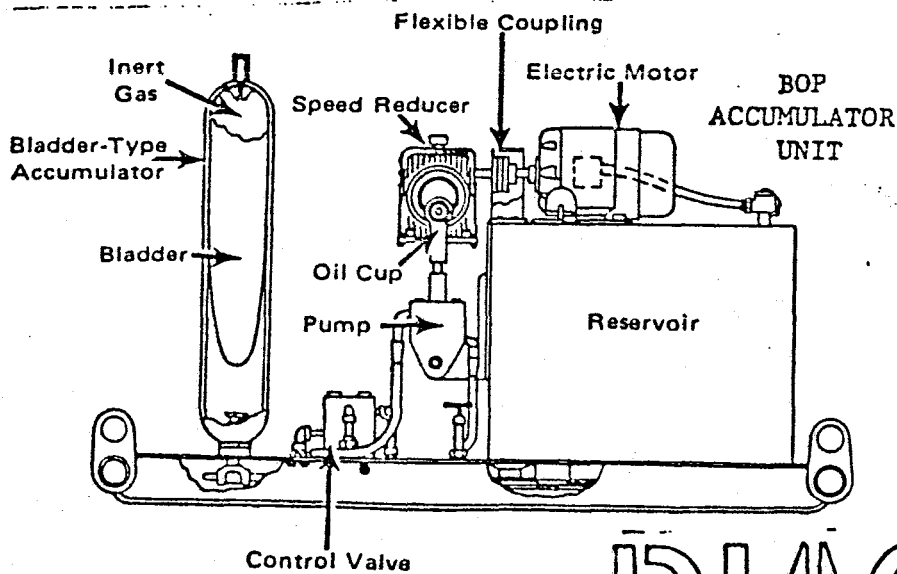 Flexible Coupling
Inert
Gas
Electric Motor
BOP
ACCUMULATOR
UNIT
Speed Reducer
Bladder-Type
Accumulator
Bladder
Oil Cup
Pump
Reservoir
Control Valve